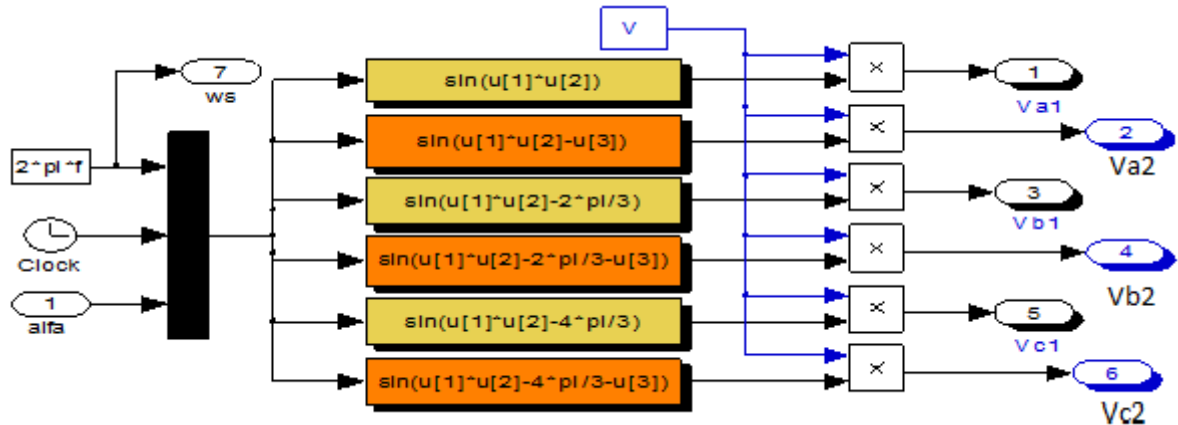 V
7
ws
sin(u[1]*u[2])
×
1
Va1
sin(u[1]*u[2]-u[3])
×
2
Va2
2*pi*f
sin(u[1]*u[2]-2*pi/3)
×
3
Vb1
Clock
sin(u[1]*u[2]-2*pi/3-u[3])
×
4
Vb2
1
alfa
sin(u[1]*u[2]-4*pi/3)
×
5
Vc1
sin(u[1]*u[2]-4*pi/3-u[3])
×
6
Vc2